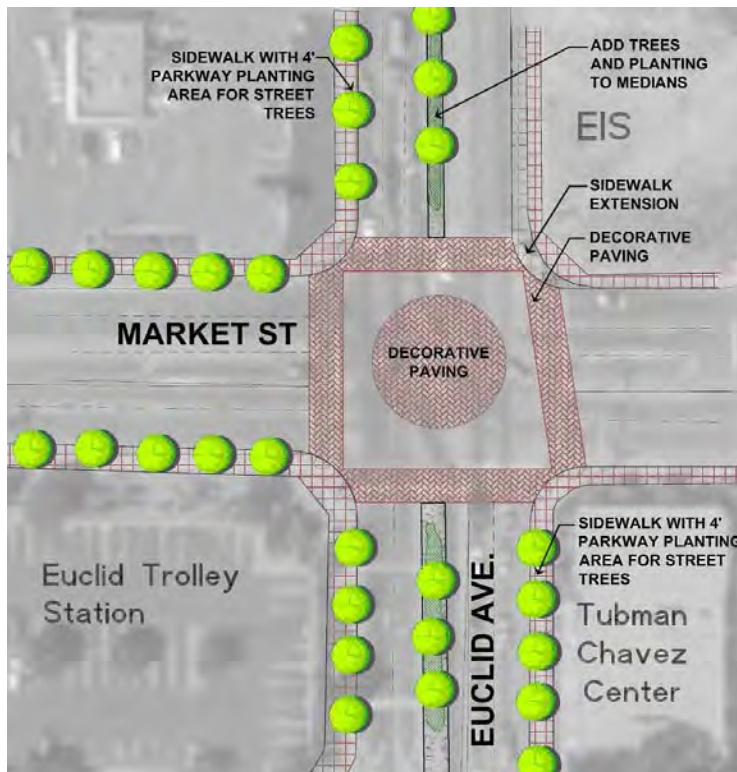 SIDEWALK WITH 4'
PARKWAY PLANTING
AREA FOR STREET
TREES
ADD TREES
AND PLANTING
TO MEDIANS
EIS
SIDEWALK
EXTENSION
DECORATIVE
PAVING
MARKET ST
DECORATIVE
PAVING
SIDEWALK WITH 4'
PARKWAY PLANTING
AREA FOR STREET
TREES
EUCLID AVE.
Euclid Trolley
Station
Tubman
Chavez
Center